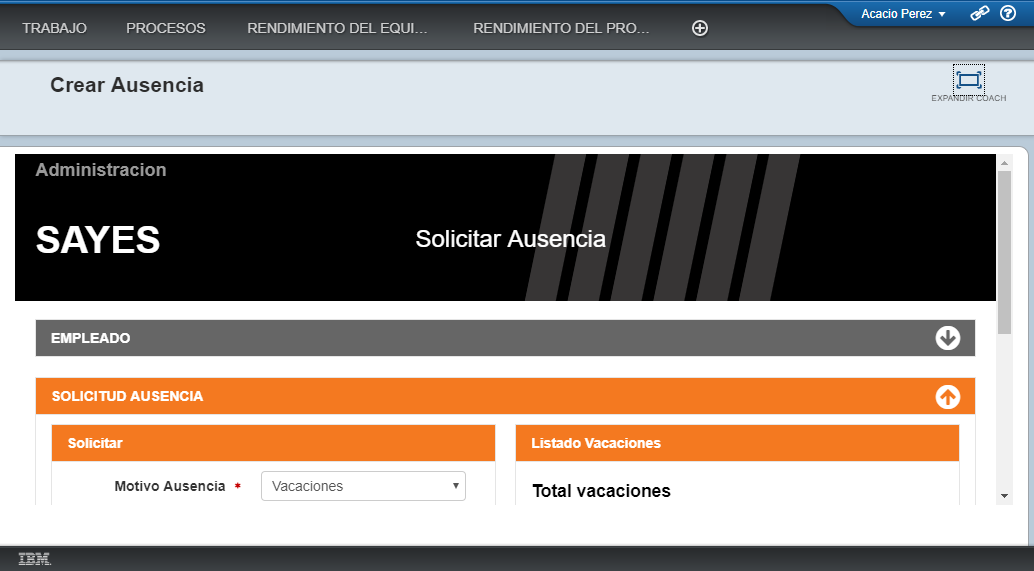 Acacio Perez
TRABAJO PROCESOS RENDIMIENTO DEL EQUI... RENDIMIENTO DEL PRO...
Crear Ausencia
EXPANDIR COACH
Administracion
SAYES
Solicitar Ausencia
EMPLEADO
SOLICITUD AUSENCIA
Solicitar
Listado Vacaciones
Motivo Ausencia * Vacaciones
Total vacaciones
IBM